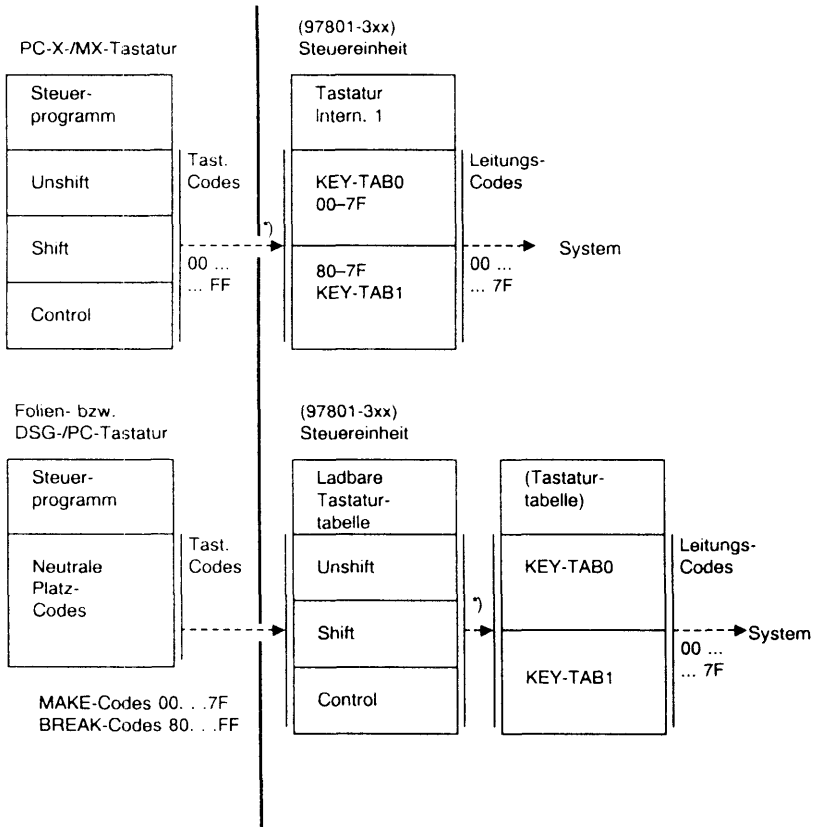 PC-X-/MX-Tastatur
(97801-3xx)
Steuereinheit
Steuer-
programm
Unshift
Shift
Control
Tast.
Codes
00 ...
... FF
*)
Tastatur
Intern. 1
KEY-TAB0
00–7F
80–7F
KEY-TAB1
Leitungs-
Codes
00 ...
... 7F
System
Folien- bzw.
DSG-/PC-Tastatur
(97801-3xx)
Steuereinheit
Steuer-
programm
Neutrale
Platz-
Codes
Tast.
Codes
MAKE-Codes 00. . .7F
BREAK-Codes 80. . .FF
Ladbare
Tastatur-
tabelle
Unshift
Shift
Control
*)
(Tastatur-
tabelle)
KEY-TAB0
KEY-TAB1
Leitungs-
Codes
00 ...
... 7F
System